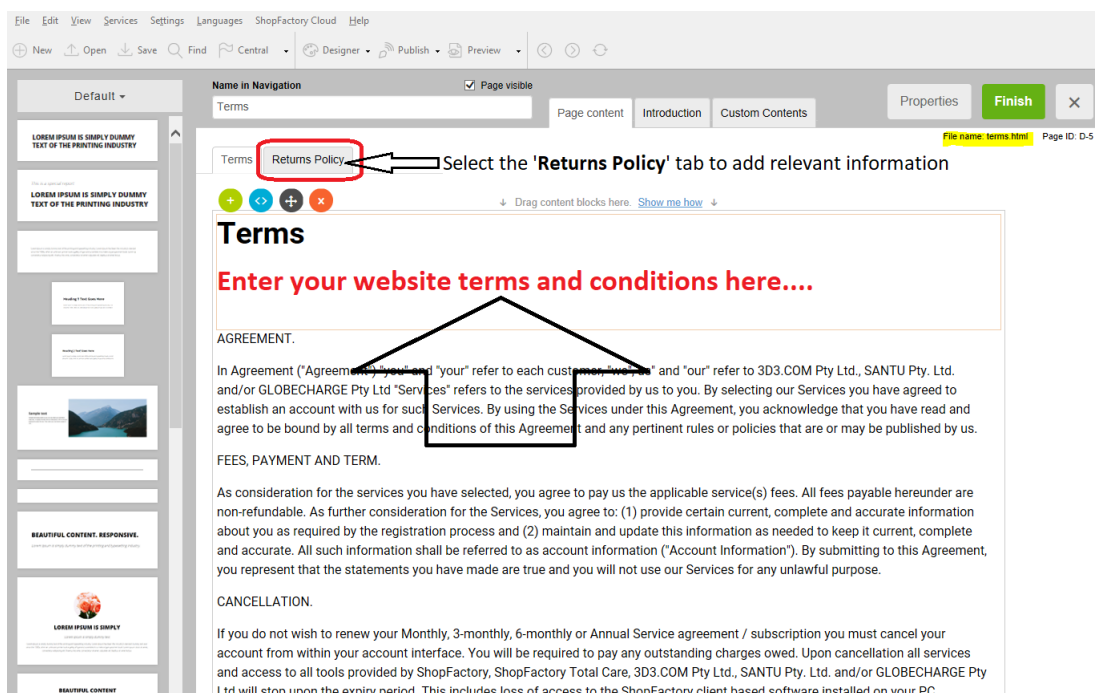 File Edit View Services Settings Languages ShopFactory Cloud Help
New Open Save Find Central Designer Publish Preview
Default
Name in Navigation
Page visible
Terms
Page content Introduction Custom Contents
Properties Finish
File name: terms.html Page ID: D-5
Terms Returns Policy
Select the 'Returns Policy' tab to add relevant information
Drag content blocks here. Show me how
LOREM IPSUM IS SIMPLY DUMMY
TEXT OF THE PRINTING INDUSTRY
This is a special report
LOREM IPSUM IS SIMPLY DUMMY
TEXT OF THE PRINTING INDUSTRY
Sample text
BEAUTIFUL CONTENT. RESPONSIVE.
LOREM IPSUM IS SIMPLY
BEAUTIFUL CONTENT
Terms
Enter your website terms and conditions here....
AGREEMENT.
In Agreement ("Agreement") "you" and "your" refer to each customer, "we", "us" and "our" refer to 3D3.COM Pty Ltd., SANTU Pty. Ltd.
and/or GLOBECHARGE Pty Ltd "Services" refers to the services provided by us to you. By selecting our Services you have agreed to
establish an account with us for such Services. By using the Services under this Agreement, you acknowledge that you have read and
agree to be bound by all terms and conditions of this Agreement and any pertinent rules or policies that are or may be published by us.
FEES, PAYMENT AND TERM.
As consideration for the services you have selected, you agree to pay us the applicable service(s) fees. All fees payable hereunder are
non-refundable. As further consideration for the Services, you agree to: (1) provide certain current, complete and accurate information
about you as required by the registration process and (2) maintain and update this information as needed to keep it current, complete
and accurate. All such information shall be referred to as account information ("Account Information"). By submitting to this Agreement,
you represent that the statements you have made are true and you will not use our Services for any unlawful purpose.
CANCELLATION.
If you do not wish to renew your Monthly, 3-monthly, 6-monthly or Annual Service agreement / subscription you must cancel your
account from within your account interface. You will be required to pay any outstanding charges owed. Upon cancellation all services
and access to all tools provided by ShopFactory, ShopFactory Total Care, 3D3.COM Pty Ltd., SANTU Pty. Ltd. and/or GLOBECHARGE Pty
Ltd will stop upon the expiry period. This includes loss of access to the ShopFactory client based software installed on your PC.